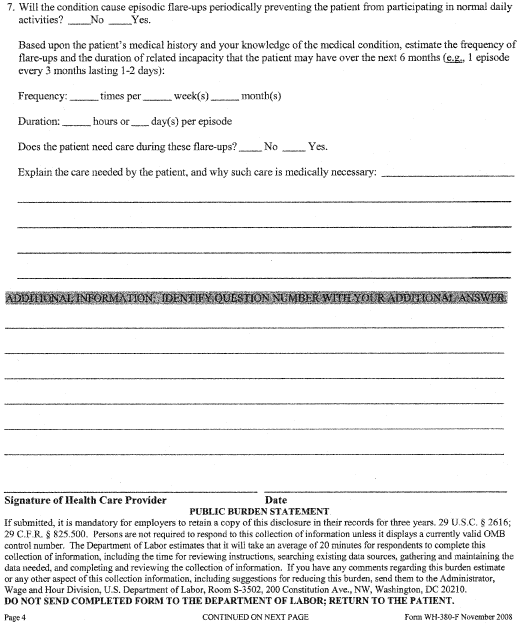 7. Will the condition cause episodic flare-ups periodically preventing the patient from participating in normal daily
activities? ____No ____Yes.
Based upon the patient's medical history and your knowledge of the medical condition, estimate the frequency of
flare-ups and the duration of related incapacity that the patient may have over the next 6 months (e.g., 1 episode
every 3 months lasting 1-2 days):
Frequency: _____ times per _____ week(s) _____ month(s)
Duration: _____ hours or ___ day(s) per episode
Does the patient need care during these flare-ups? ____ No ____ Yes.
Explain the care needed by the patient, and why such care is medically necessary: ____________________
ADDITIONAL INFORMATION: IDENTIFY QUESTION NUMBER WITH YOUR ADDITIONAL ANSWER.
Signature of Health Care Provider Date
PUBLIC BURDEN STATEMENT
If submitted, it is mandatory for employers to retain a copy of this disclosure in their records for three years. 29 U.S.C. § 2616;
29 C.F.R. § 825.500. Persons are not required to respond to this collection of information unless it displays a currently valid OMB
control number. The Department of Labor estimates that it will take an average of 20 minutes for respondents to complete this
collection of information, including the time for reviewing instructions, searching existing data sources, gathering and maintaining the
data needed, and completing and reviewing the collection of information. If you have any comments regarding this burden estimate
or any other aspect of this collection information, including suggestions for reducing this burden, send them to the Administrator,
Wage and Hour Division, U.S. Department of Labor, Room S-3502, 200 Constitution Ave., NW, Washington, DC 20210.
DO NOT SEND COMPLETED FORM TO THE DEPARTMENT OF LABOR; RETURN TO THE PATIENT.
Page 4 CONTINUED ON NEXT PAGE Form WH-380-F November 2008